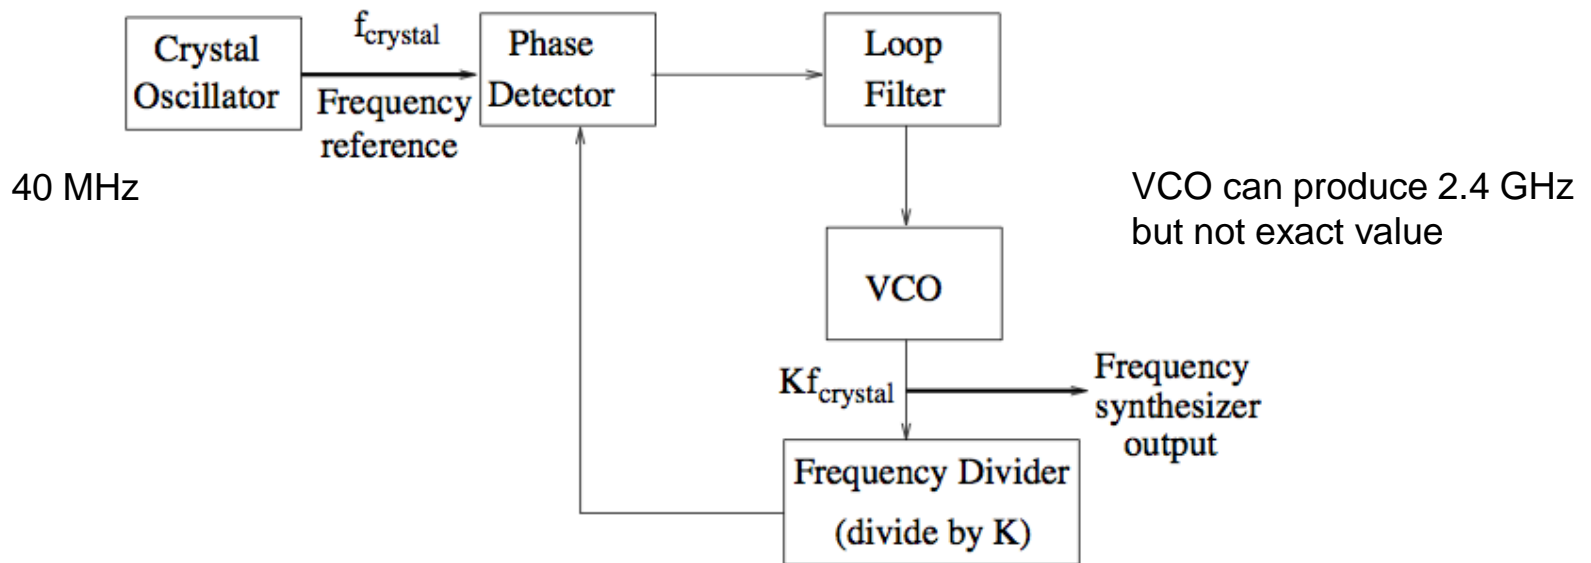 Crystal
Oscillator
f_crystal
Frequency
reference
Phase
Detector
Loop
Filter
40 MHz
VCO can produce 2.4 GHz
but not exact value
VCO
Kf_crystal
Frequency
synthesizer
output
Frequency Divider
(divide by K)